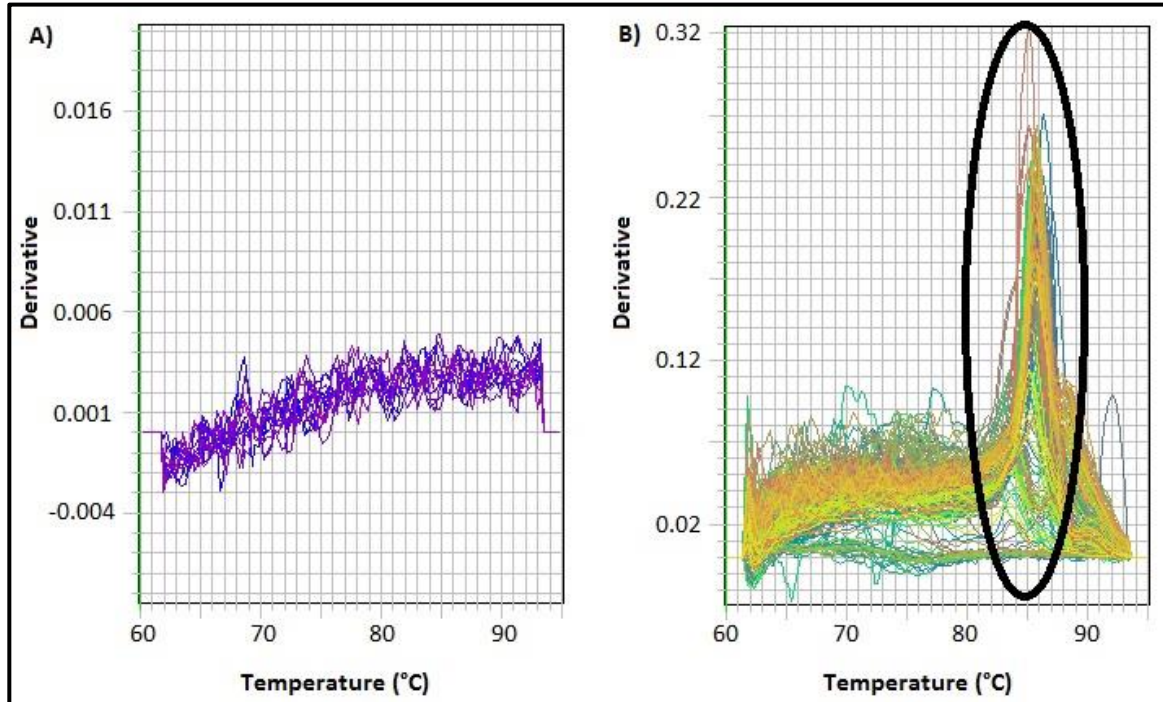 A)
0.016
0.011
0.006
0.001
-0.004
Derivative
60 70 80 90
Temperature (°C)
B)
0.32
0.22
0.12
0.02
Derivative
60 70 80 90
Temperature (°C)